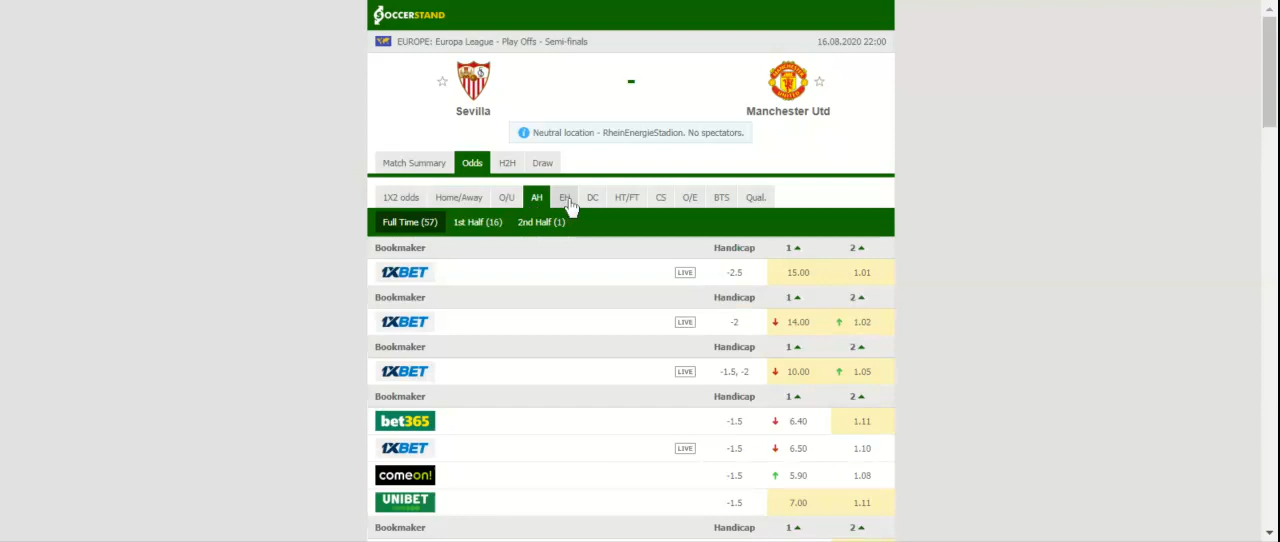 SOCCERSTAND
EUROPE: Europa League - Play Offs - Semi-finals 16.08.2020 22:00
-
Sevilla Manchester Utd
Neutral location - RheinEnergieStadion. No spectators.
Match Summary Odds H2H Draw
1X2 odds Home/Away O/U AH EH DC HT/FT CS O/E BTS Qual.
Full Time (57) 1st Half (16) 2nd Half (1)
Bookmaker Handicap 1 2
1XBET LIVE -2.5 15.00 1.01
Bookmaker Handicap 1 2
1XBET LIVE -2 14.00 1.02
Bookmaker Handicap 1 2
1XBET LIVE -1.5, -2 10.00 1.05
Bookmaker Handicap 1 2
bet365 -1.5 6.40 1.11
1XBET LIVE -1.5 6.50 1.10
comeon! -1.5 5.90 1.08
UNIBET -1.5 7.00 1.11
Bookmaker Handicap 1 2